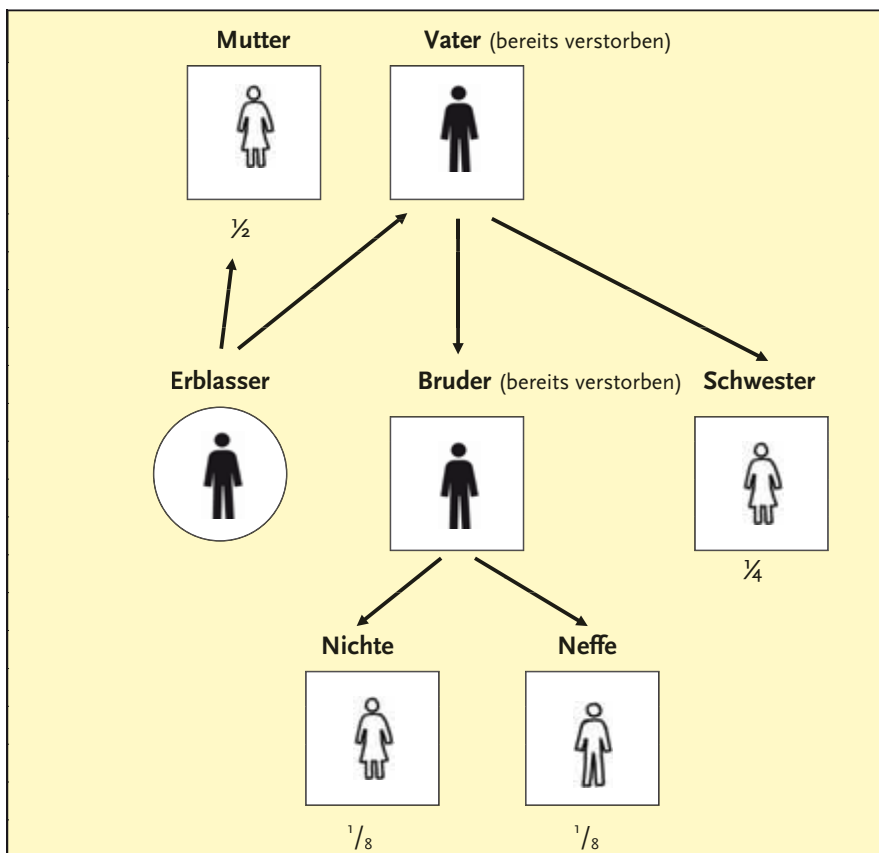 Mutter Vater (bereits verstorben)
½
Erblasser Bruder (bereits verstorben) Schwester
¼
Nichte Neffe
1/8 1/8